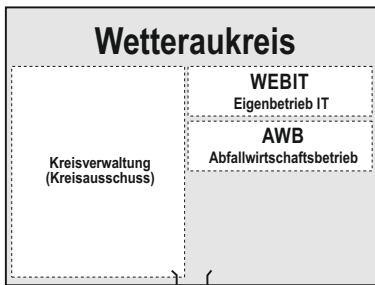 Wetteraukreis
Kreisverwaltung
(Kreisausschuss)
WEBIT
Eigenbetrieb IT
AWB
Abfallwirtschaftsbetrieb